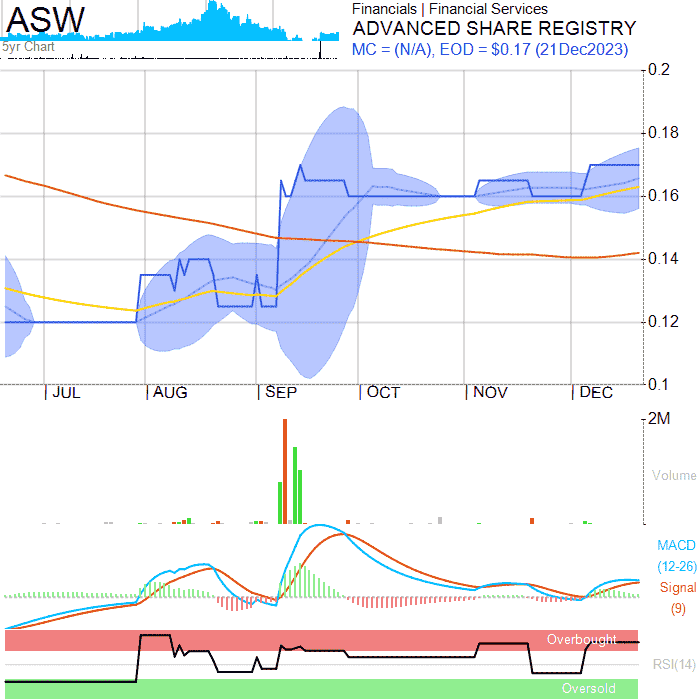 ASW
5yr Chart
Financials | Financial Services
ADVANCED SHARE REGISTRY
MC = (N/A), EOD = $0.17 (21Dec2023)
0.2
0.18
0.16
0.14
0.12
0.1
JUL AUG SEP OCT NOV DEC
2M
Volume
MACD
(12-26)
Signal
(9)
Overbought
RSI(14)
Oversold